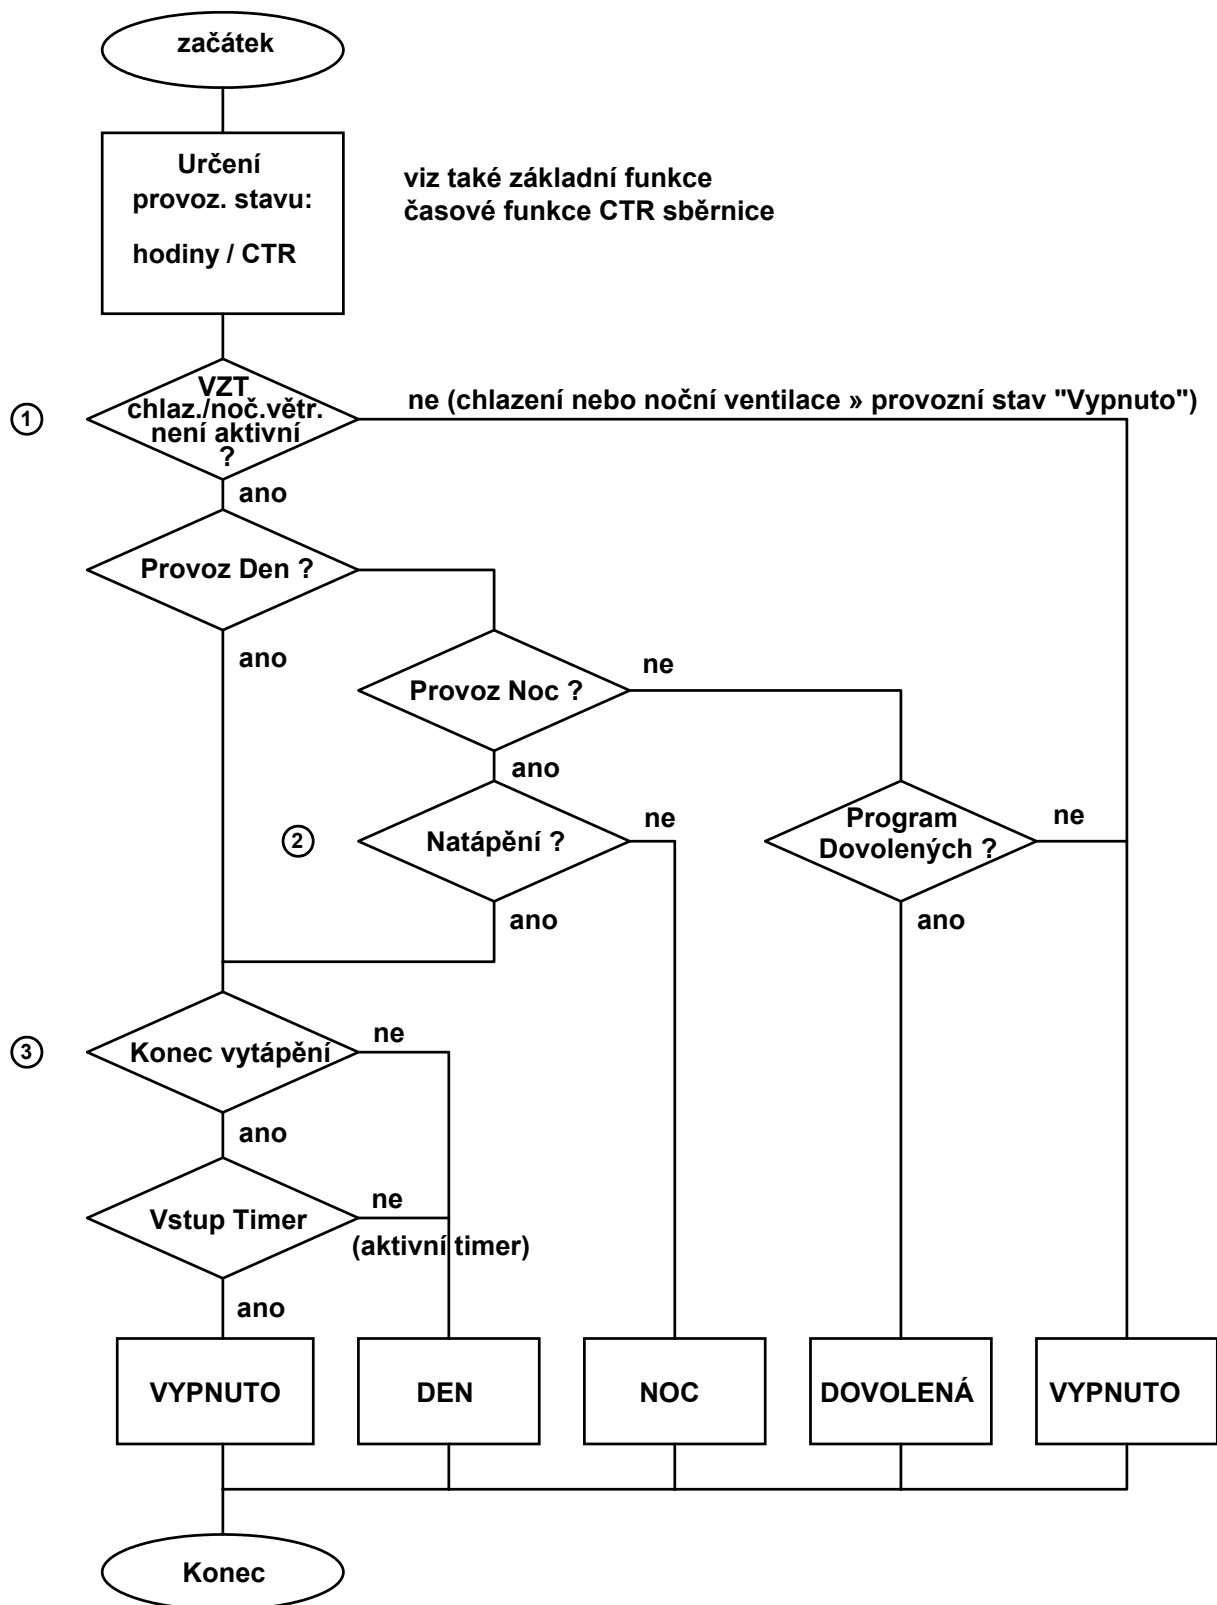 začátek
Určení
provoz. stavu:
hodiny / CTR
viz také základní funkce
časové funkce CTR sběrnice
1
VZT
chlaz./noč.větr.
není aktivní
?
ne (chlazení nebo noční ventilace » provozní stav "Vypnuto")
ano
Provoz Den ?
ano
Provoz Noc ?
ne
ano
2
Natápění ?
ne
Program
Dovolených ?
ne
ano
ano
3
Konec vytápění
ne
ano
Vstup Timer
ne
(aktivní timer)
ano
VYPNUTO
DEN
NOC
DOVOLENÁ
VYPNUTO
Konec